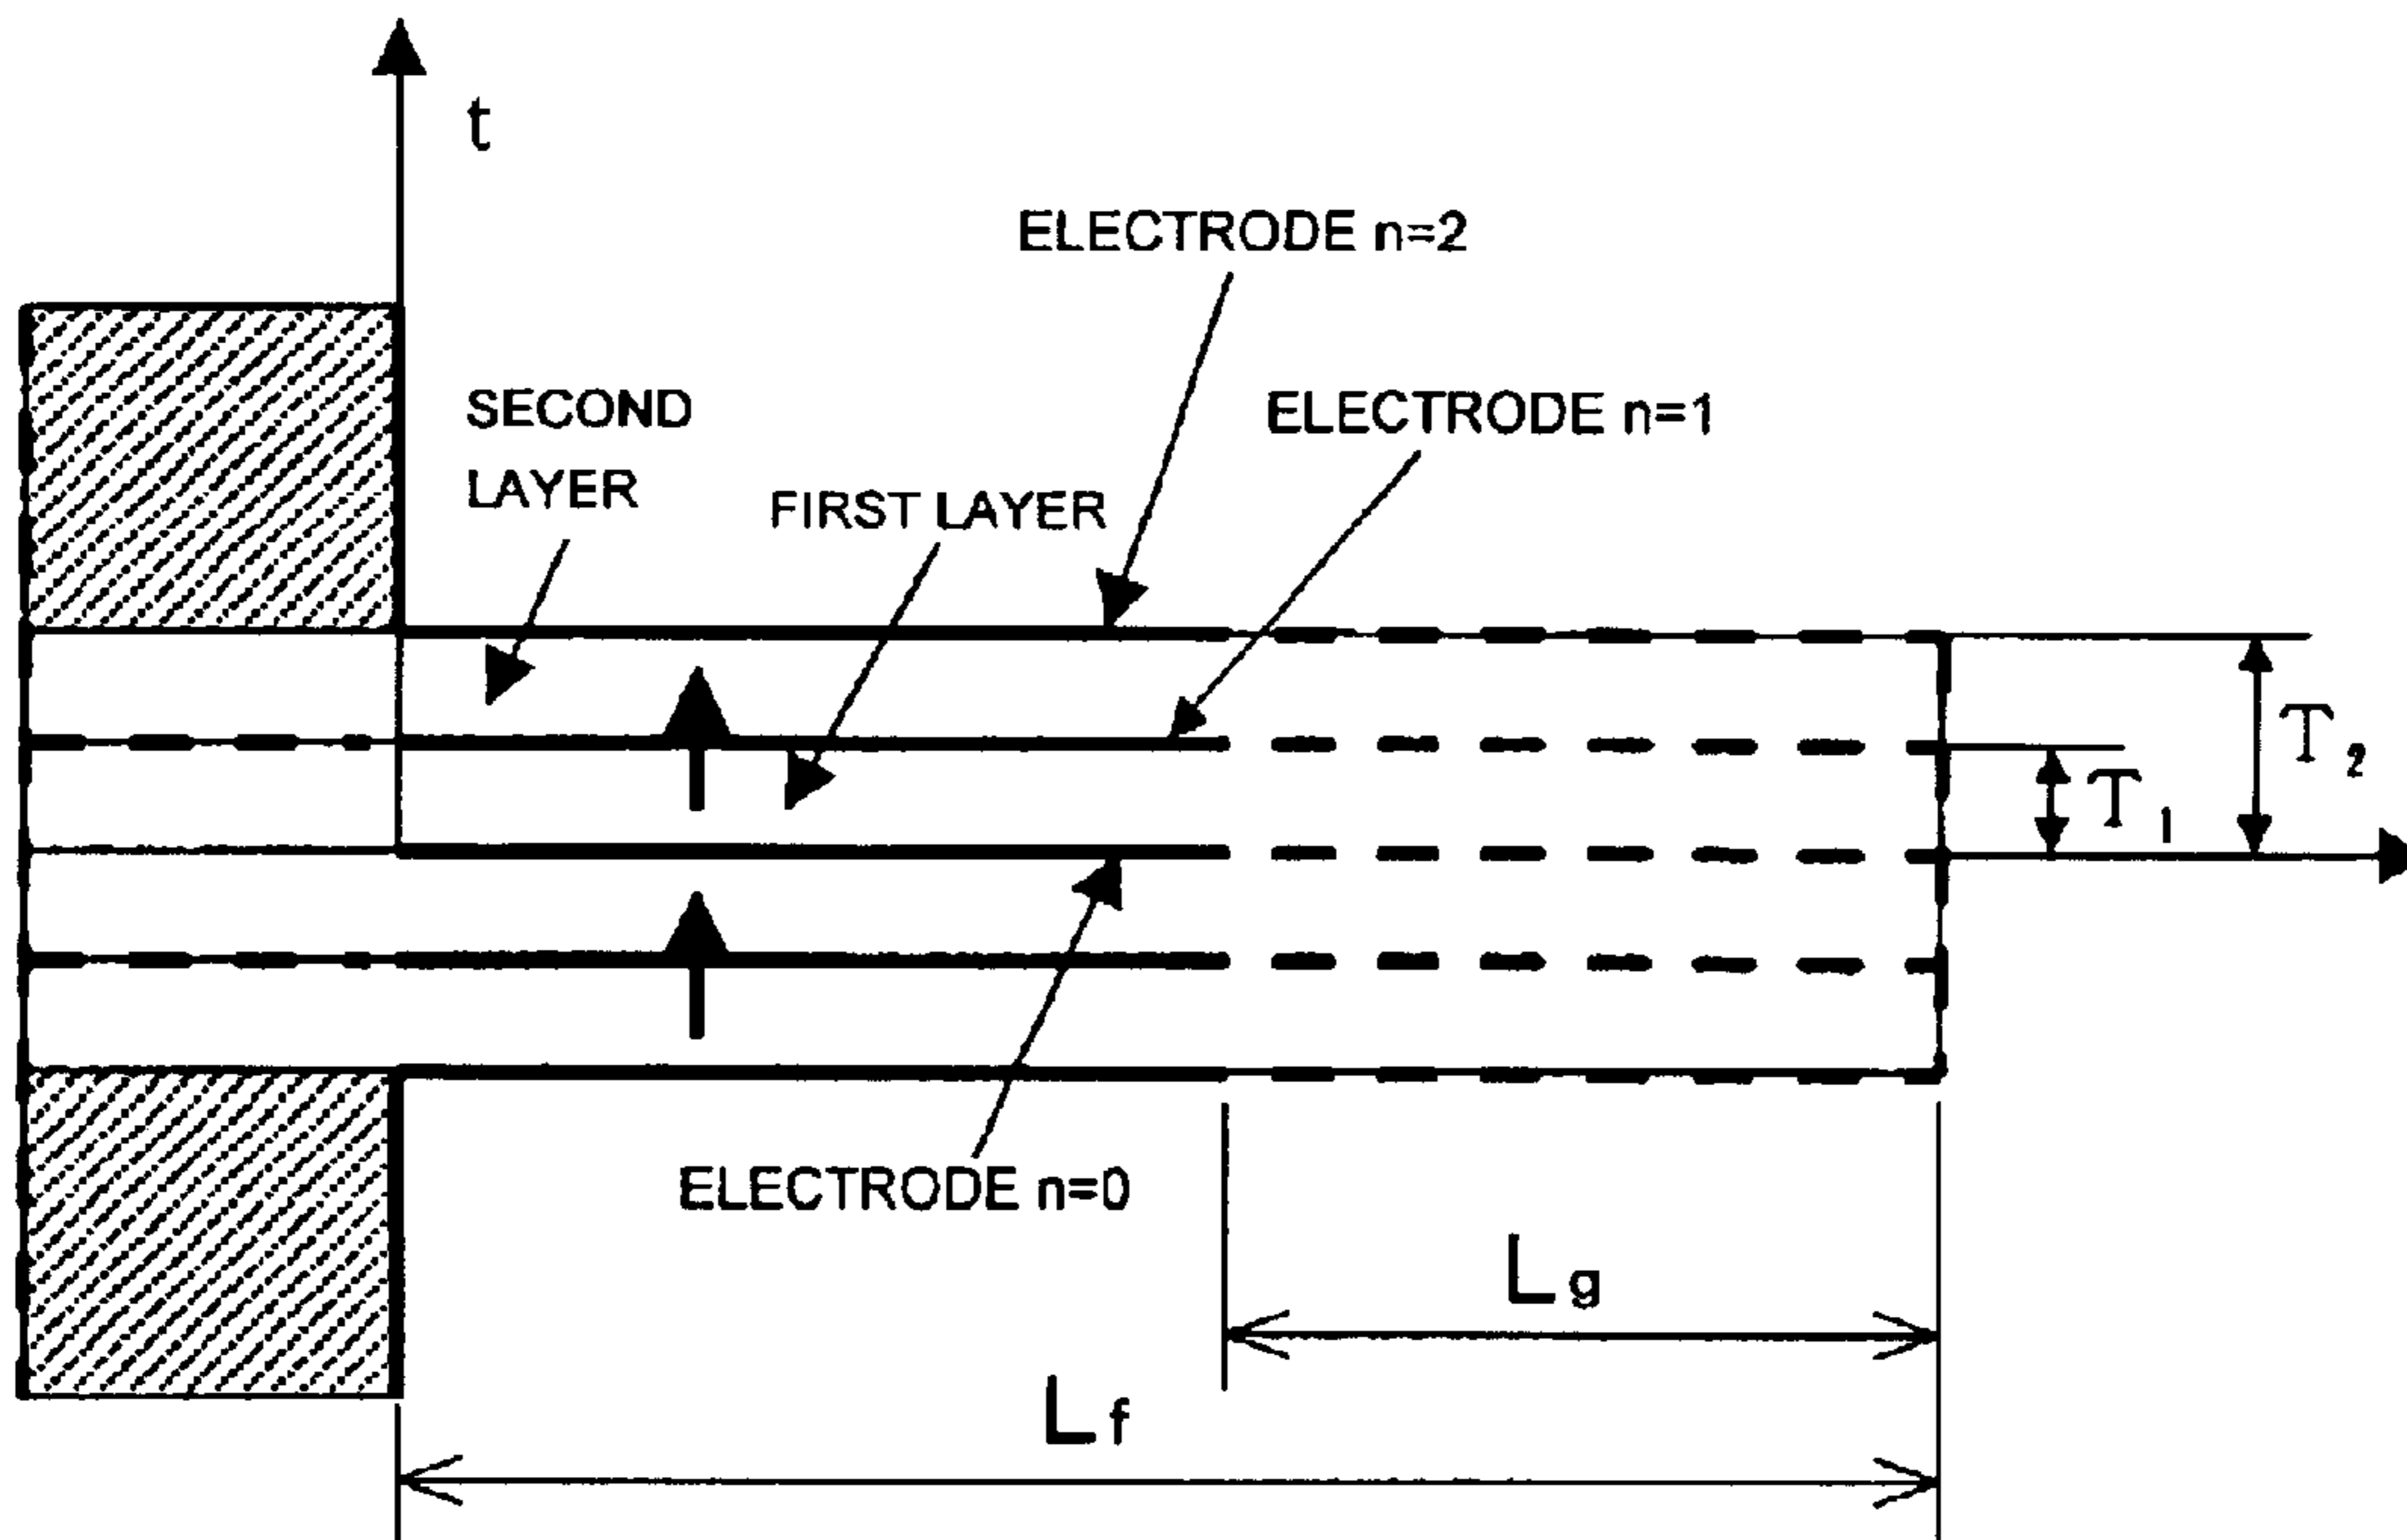 t
ELECTRODE n=2
SECOND
LAYER
ELECTRODE n=1
FIRST LAYER
T2
T1
ELECTRODE n=0
Lg
Lf